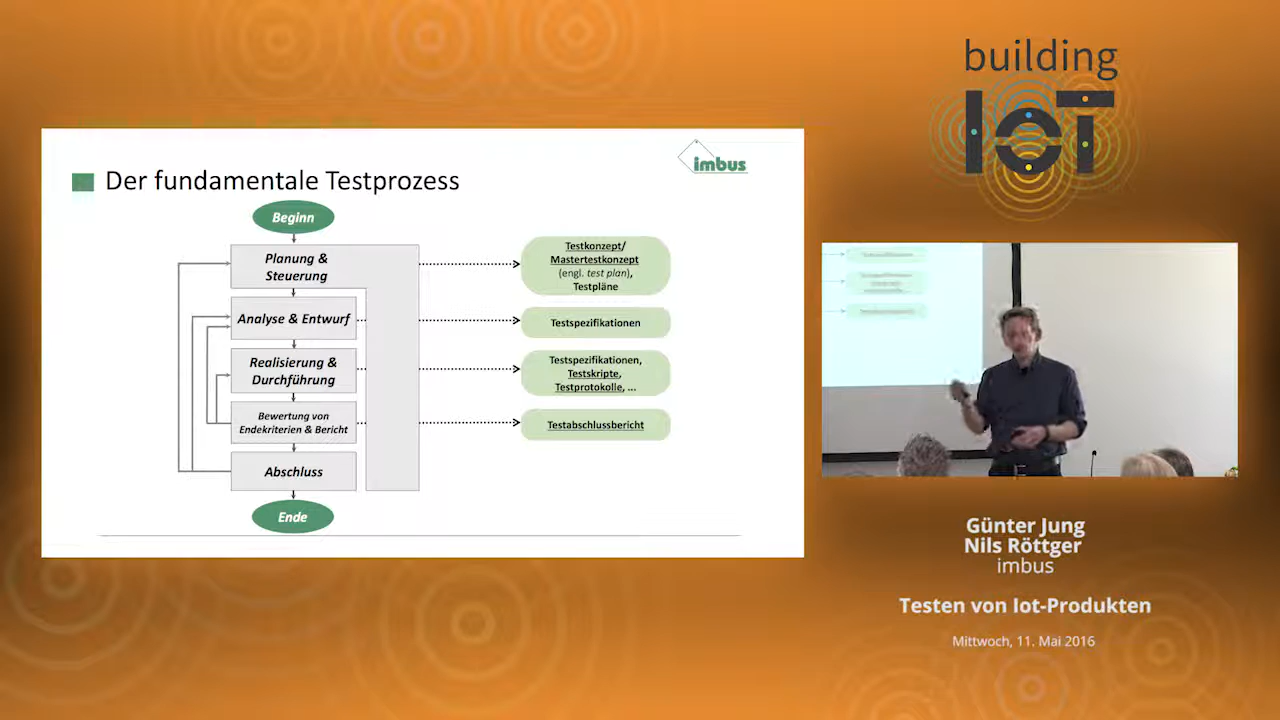 building
IoT
imbus
Der fundamentale Testprozess
Beginn
Planung &
Steuerung
Analyse & Entwurf
Realisierung &
Durchführung
Bewertung von
Endekriterien & Bericht
Abschluss
Ende
Testkonzept/
Mastertestkonzept
(engl. test plan),
Testpläne
Testspezifikationen
Testspezifikationen,
Testskripte,
Testprotokolle, ...
Testabschlussbericht
Günter Jung
Nils Röttger
imbus
Testen von Iot-Produkten
Mittwoch, 11. Mai 2016